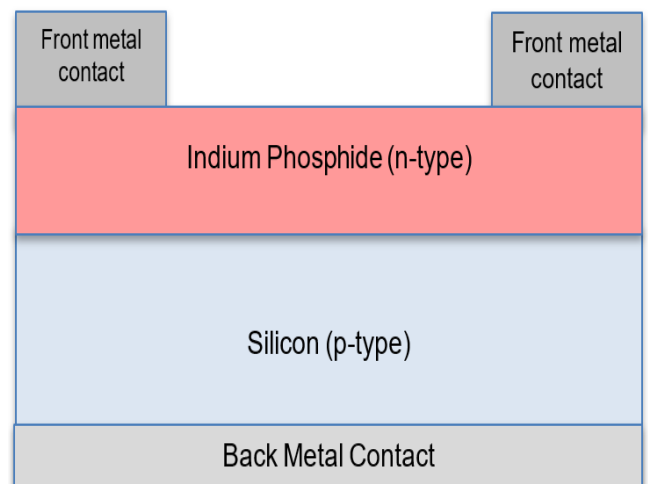 Front metal
contact
Front metal
contact
Indium Phosphide (n-type)
Silicon (p-type)
Back Metal Contact